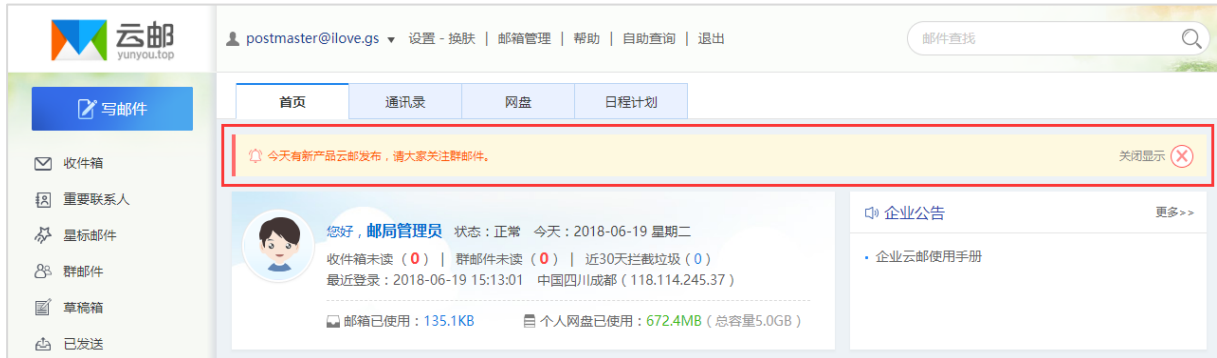 云邮
yunyou.top
postmaster@ilove.gs ▼ 设置 - 换肤 | 邮箱管理 | 帮助 | 自助查询 | 退出
邮件查找
写邮件
首页 通讯录 网盘 日程计划
今天有新产品云邮发布，请大家关注群邮件。 关闭显示
收件箱
重要联系人
星标邮件
群邮件
草稿箱
已发送
您好，邮局管理员 状态：正常 今天：2018-06-19 星期二
收件箱未读（0）| 群邮件未读（0）| 近30天拦截垃圾（0）
最近登录：2018-06-19 15:13:01 中国四川成都（118.114.245.37）
邮箱已使用：135.1KB 个人网盘已使用：672.4MB（总容量5.0GB）
企业公告 更多>>
• 企业云邮使用手册